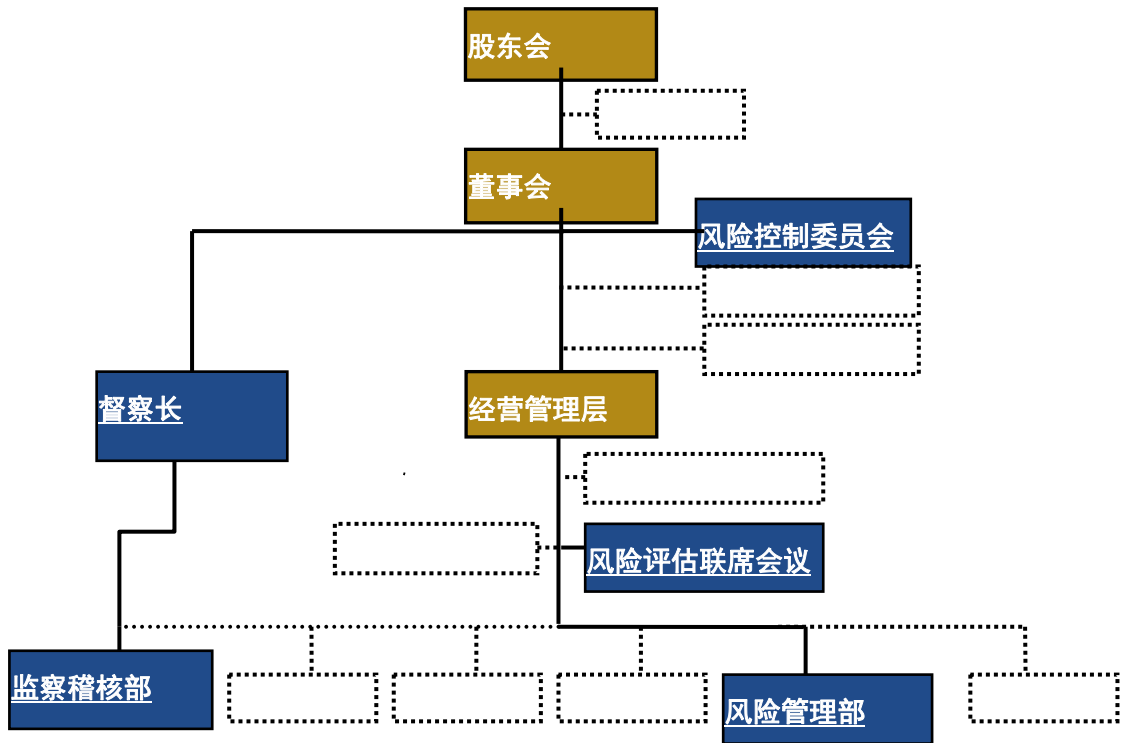 股东会
董事会
风险控制委员会
督察长
经营管理层
风险评估联席会议
监察稽核部
风险管理部